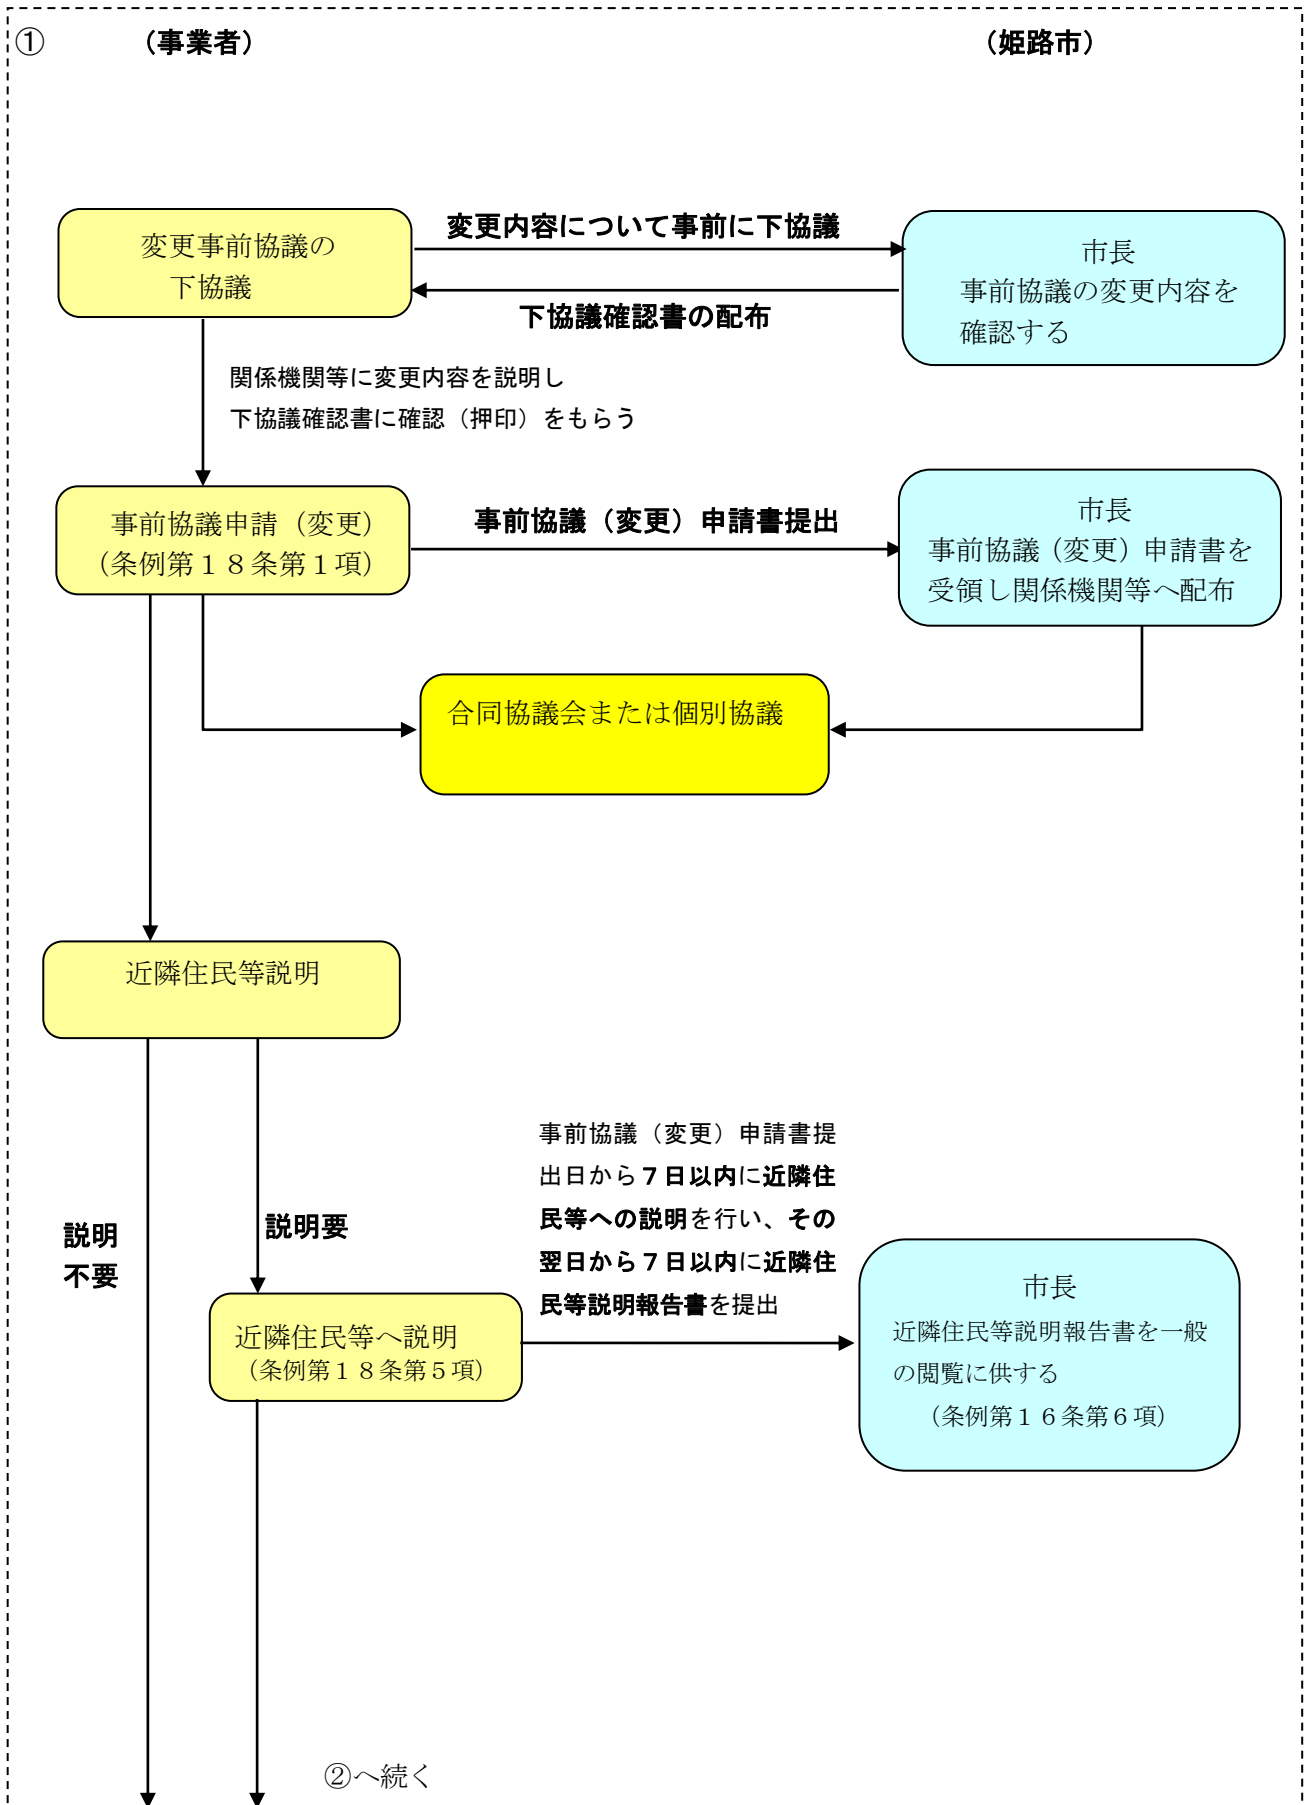 ①
（事業者）
（姫路市）
変更事前協議の
下協議
変更内容について事前に下協議
下協議確認書の配布
市長
事前協議の変更内容を
確認する
関係機関等に変更内容を説明し
下協議確認書に確認（押印）をもらう
事前協議申請（変更）
（条例第１８条第１項）
事前協議（変更）申請書提出
市長
事前協議（変更）申請書を
受領し関係機関等へ配布
合同協議会または個別協議
近隣住民等説明
説明
不要
説明要
事前協議（変更）申請書提
出日から７日以内に近隣住
民等への説明を行い、その
翌日から７日以内に近隣住
民等説明報告書を提出
近隣住民等へ説明
（条例第１８条第５項）
市長
近隣住民等説明報告書を一般
の閲覧に供する
（条例第１６条第６項）
②へ続く